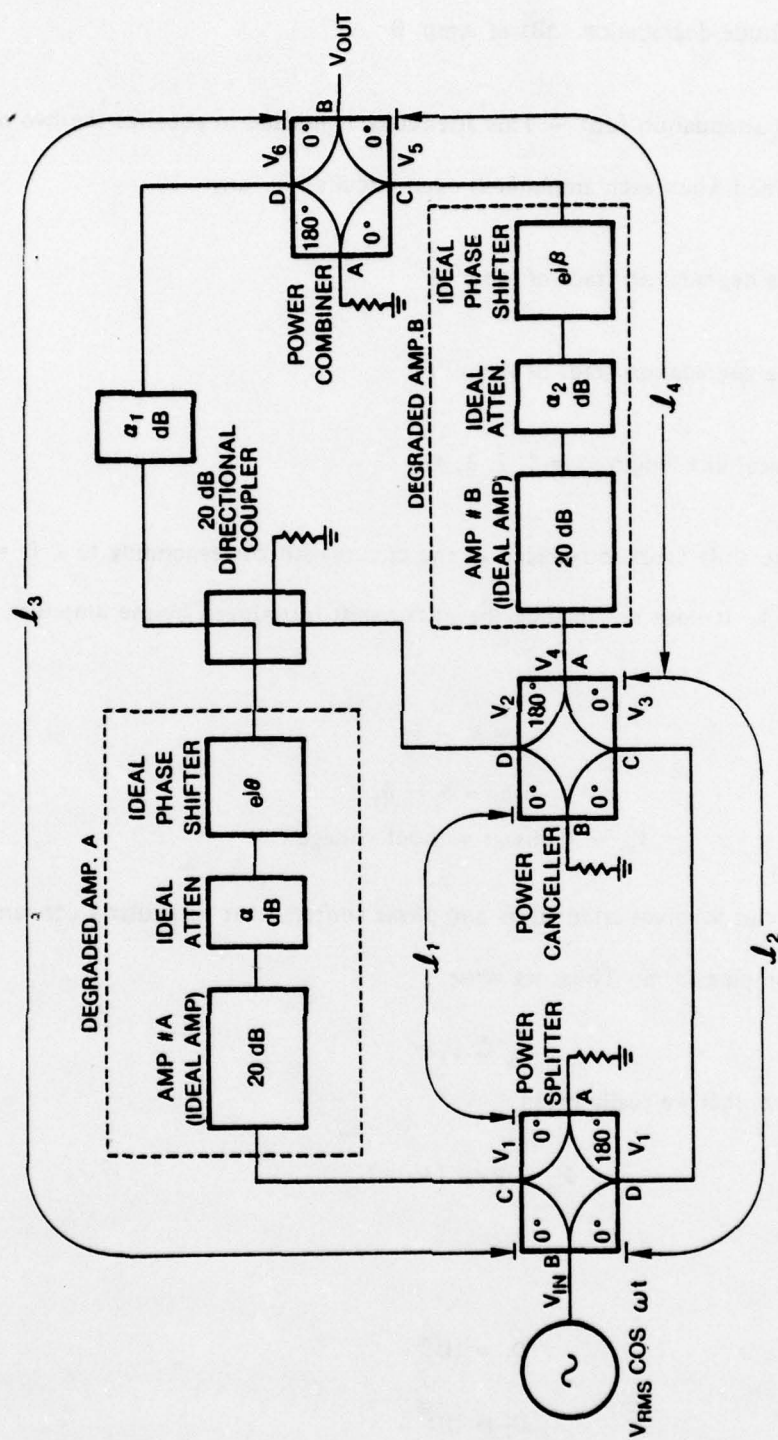 ℓ3
DEGRADED AMP. A
AMP #A
(IDEAL AMP)
20 dB
IDEAL
ATTEN
α
dB
IDEAL
PHASE
SHIFTER
ejθ
20 dB
DIRECTIONAL
COUPLER
α1
dB
POWER
COMBINER
V6
D
180°
0°
A
B
0°
0°
C
V5
VOUT
VRMS COS ωt
VIN
B
C
V1
0°
0°
0°
180°
D
V1
POWER
SPLITTER
A
ℓ1
POWER
CANCELLER
B
D
V2
0°
180°
0°
0°
C
V3
V4
A
DEGRADED AMP.B
AMP # B
(IDEAL AMP)
20 dB
IDEAL
ATTEN.
α2
dB
IDEAL
PHASE
SHIFTER
ejβ
ℓ4
ℓ2